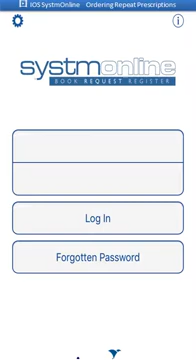 IOS SystmOnline Ordering Repeat Prescriptions
systmonline
BOOK REQUEST REGISTER
Log In
Forgotten Password